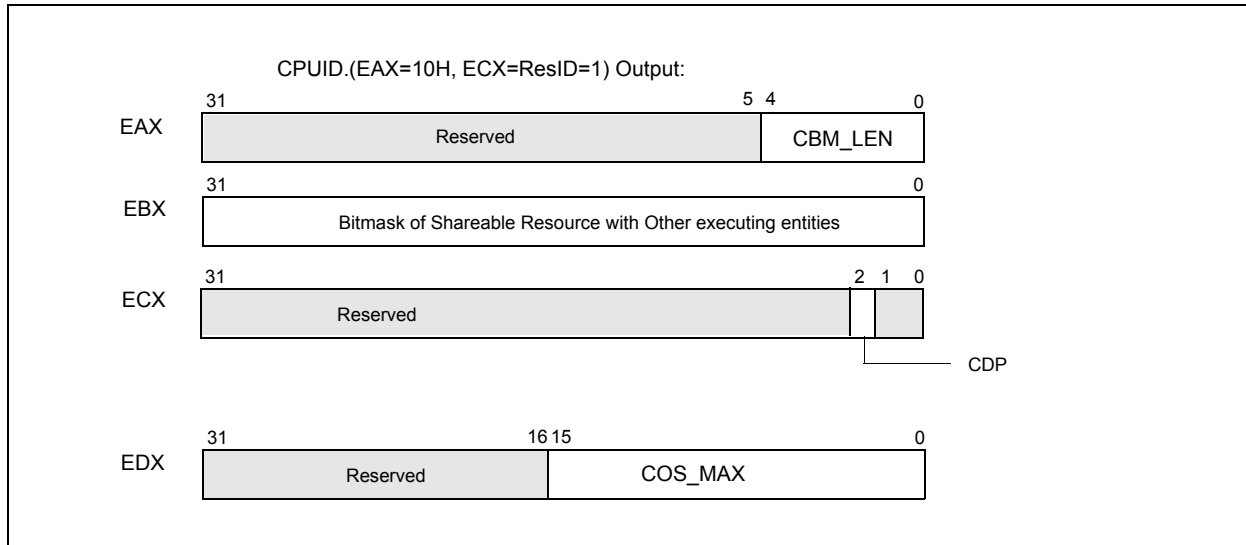 CPUID.(EAX=10H, ECX=ResID=1) Output:
31 5 4 0
EAX Reserved CBM_LEN
31 0
EBX Bitmask of Shareable Resource with Other executing entities
31 2 1 0
ECX Reserved
CDP
31 16 15 0
EDX Reserved COS_MAX